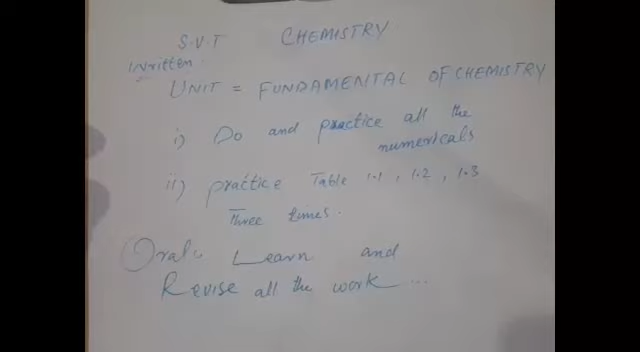 S.V.T CHEMISTRY
Written
UNIT = FUNDAMENTAL OF CHEMISTRY
i) Do and practice all the
numericals
ii) practice Table 1.1, 1.2, 1.3
Three times.
Oral:- Learn and
Revise all the work ...